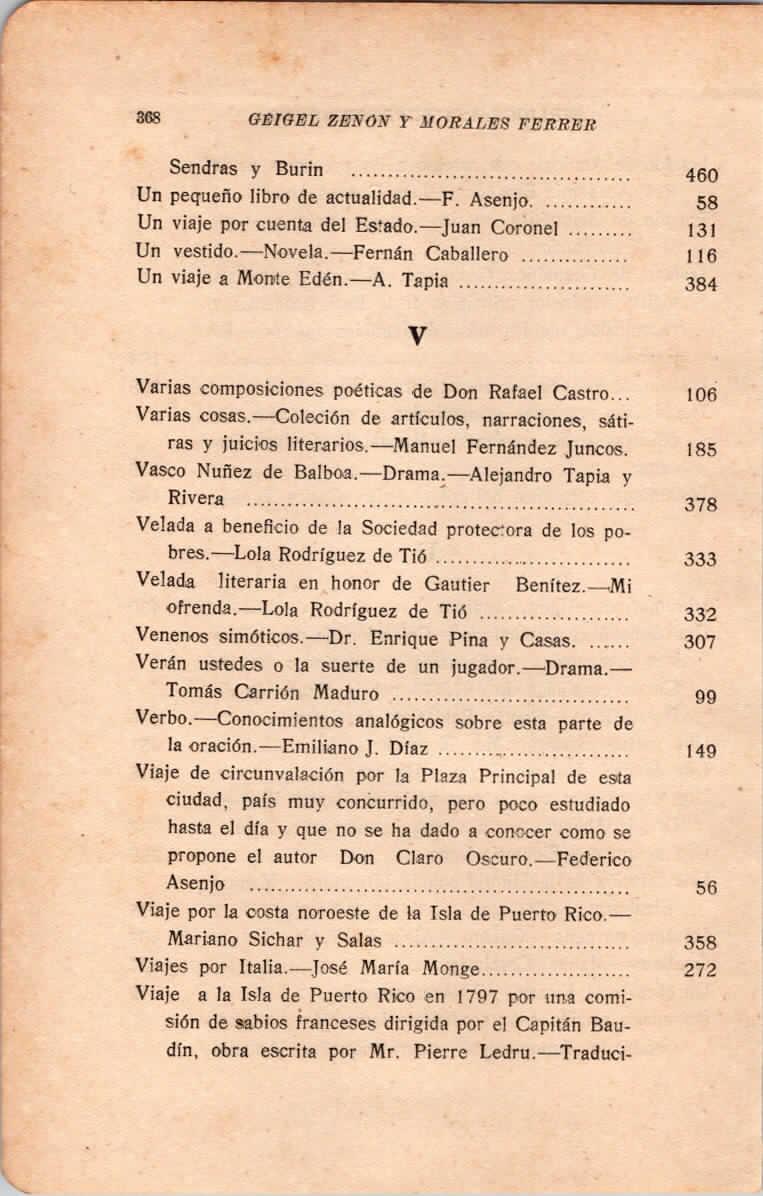 368 GEIGEL ZENON Y MORALES FERRER
Sendras y Burin ...................................... 460
Un pequeño libro de actualidad.—F. Asenjo. ............ 58
Un viaje por cuenta del Estado.—Juan Coronel ......... 131
Un vestido.—Novela.—Fernán Caballero ............... 116
Un viaje a Monte Edén.—A. Tapia ........................ 384
V
Varias composiciones poéticas de Don Rafael Castro... 106
Varias cosas.—Coleción de artículos, narraciones, sáti-
ras y juicios literarios.—Manuel Fernández Juncos. 185
Vasco Nuñez de Balboa.—Drama.—Alejandro Tapia y
Rivera ..................................................... 378
Velada a beneficio de la Sociedad protectora de los po-
bres.—Lola Rodríguez de Tió ........................... 333
Velada literaria en honor de Gautier Benítez.—Mi
ofrenda.—Lola Rodríguez de Tió ..................... 332
Venenos simóticos.—Dr. Enrique Pina y Casas. ...... 307
Verán ustedes o la suerte de un jugador.—Drama.—
Tomás Carrión Maduro ................................. 99
Verbo.—Conocimientos analógicos sobre esta parte de
la oración.—Emiliano J. Díaz .......................... 149
Viaje de circunvalación por la Plaza Principal de esta
ciudad, país muy concurrido, pero poco estudiado
hasta el día y que no se ha dado a conocer como se
propone el autor Don Claro Oscuro.—Federico
Asenjo .................................................... 56
Viaje por la costa noroeste de la Isla de Puerto Rico.—
Mariano Sichar y Salas ................................. 358
Viajes por Italia.—José María Monge..................... 272
Viaje a la Isla de Puerto Rico en 1797 por una comi-
sión de sabios franceses dirigida por el Capitán Bau-
dín, obra escrita por Mr. Pierre Ledru.—Traduci-